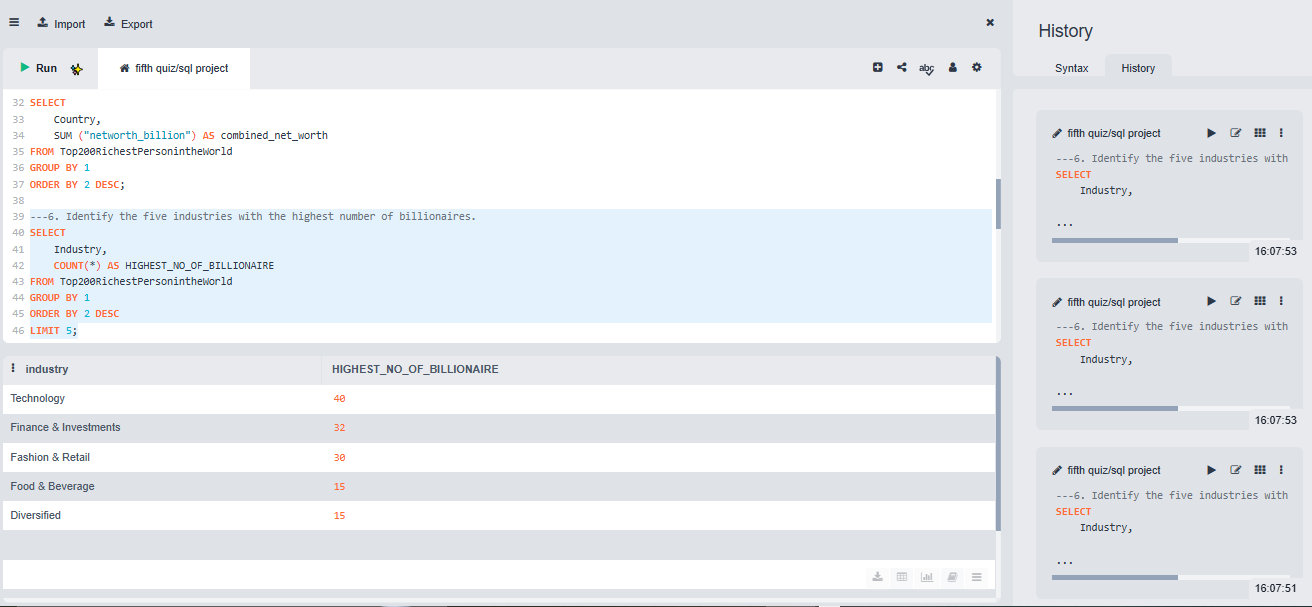 Import Export
Run fifth quiz/sql project abc
32 SELECT
33 Country,
34 SUM ("networth_billion") AS combined_net_worth
35 FROM Top200RichestPersonintheWorld
36 GROUP BY 1
37 ORDER BY 2 DESC;
38
39 ---6. Identify the five industries with the highest number of billionaires.
40 SELECT
41 Industry,
42 COUNT(*) AS HIGHEST_NO_OF_BILLIONAIRE
43 FROM Top200RichestPersonintheWorld
44 GROUP BY 1
45 ORDER BY 2 DESC
46 LIMIT 5;
industry HIGHEST_NO_OF_BILLIONAIRE
Technology 40
Finance & Investments 32
Fashion & Retail 30
Food & Beverage 15
Diversified 15
History
Syntax History
fifth quiz/sql project
---6. Identify the five industries with
SELECT
Industry,
...
16:07:53
fifth quiz/sql project
---6. Identify the five industries with
SELECT
Industry,
...
16:07:53
fifth quiz/sql project
---6. Identify the five industries with
SELECT
Industry,
...
16:07:51